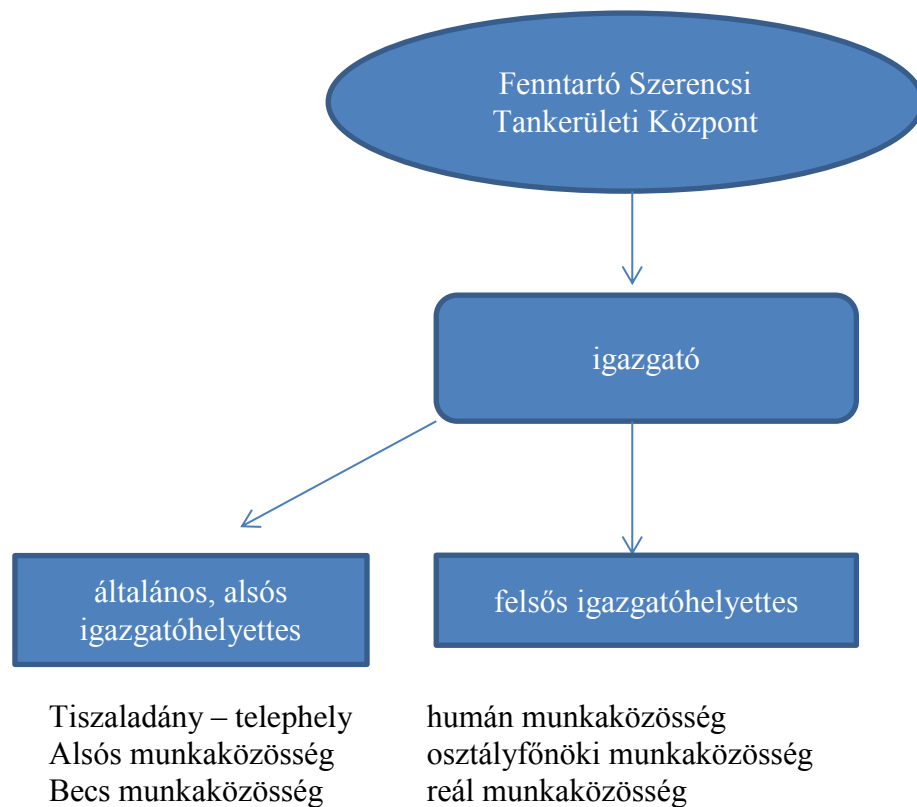 Fenntartó Szerencsi
Tankerületi Központ
igazgató
általános, alsós
igazgatóhelyettes
felsős igazgatóhelyettes
Tiszaladány – telephely
Alsós munkaközösség
Becs munkaközösség
humán munkaközösség
osztályfőnöki munkaközösség
reál munkaközösség